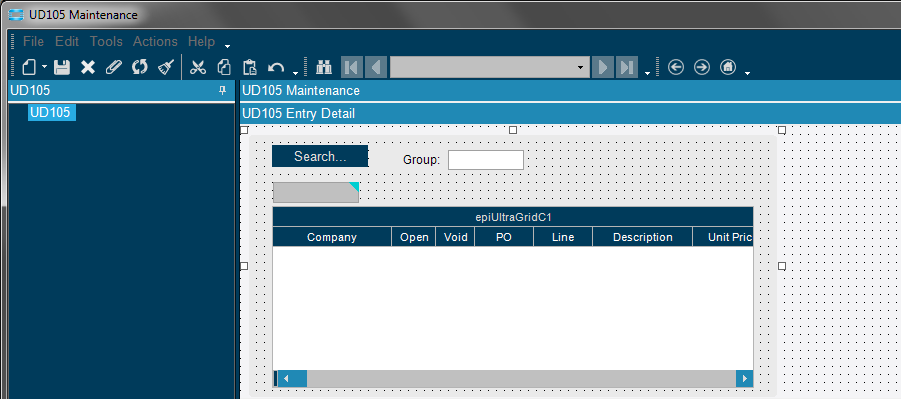 UD105 Maintenance
File Edit Tools Actions Help
UD105
UD105
UD105 Maintenance
UD105 Entry Detail
Search...
Group:
epiUltraGridC1
Company Open Void PO Line Description Unit Pric